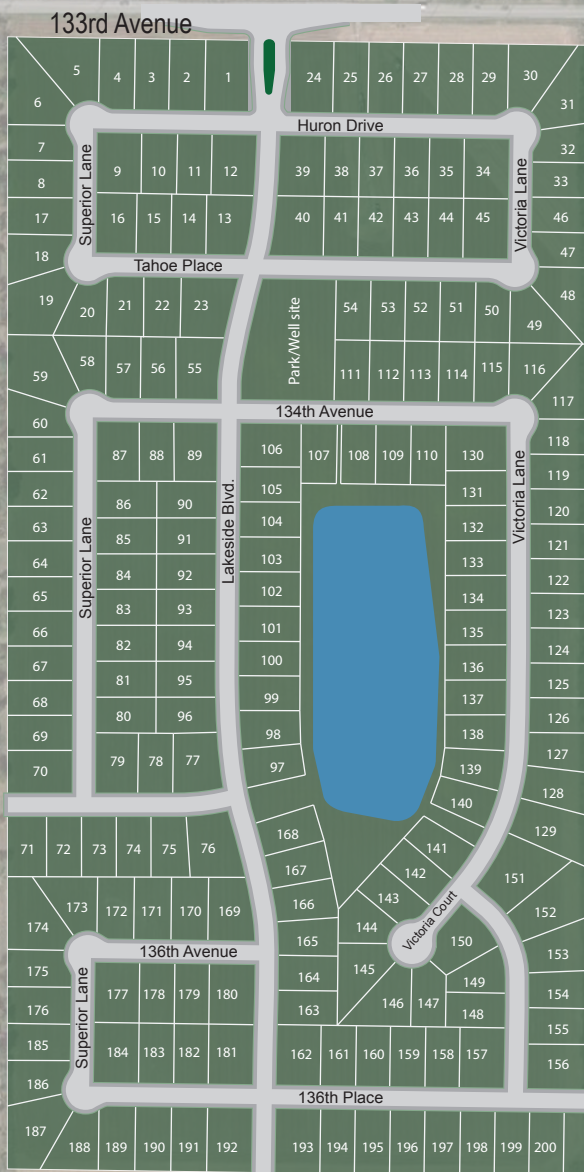 133rd Avenue
5 4 3 2 1 24 25 26 27 28 29 30
6 31
Huron Drive
7 32
8 9 10 11 12 39 38 37 36 35 34 33
Superior Lane
Victoria Lane
17 16 15 14 13 40 41 42 43 44 45 46
18 47
Tahoe Place
19 20 21 22 23 54 53 52 51 50 49 48
Park/Well site
59 58 57 56 55 111 112 113 114 115 116
117
134th Avenue
60 118
61 87 88 89 106 107 108 109 110 130 119
62 86 90 105 131 120
63 85 91 104 132 121
Superior Lane
Lakeside Blvd.
Victoria Lane
64 84 92 103 133 122
65 83 93 102 134 123
66 82 94 101 135 124
67 81 95 100 136 125
68 80 96 99 137 126
69 98 138 127
70 79 78 77 97 139 128
140 129
71 72 73 74 75 76 168 141
167 142 151
174 173 172 171 170 169 166 143 152
Victoria Court
136th Avenue
165 144 150 153
175 164 145 149 154
176 177 178 179 180 163 146 147 148 155
Superior Lane
185 184 183 182 181 162 161 160 159 158 157 156
186
136th Place
187 188 189 190 191 192 193 194 195 196 197 198 199 200